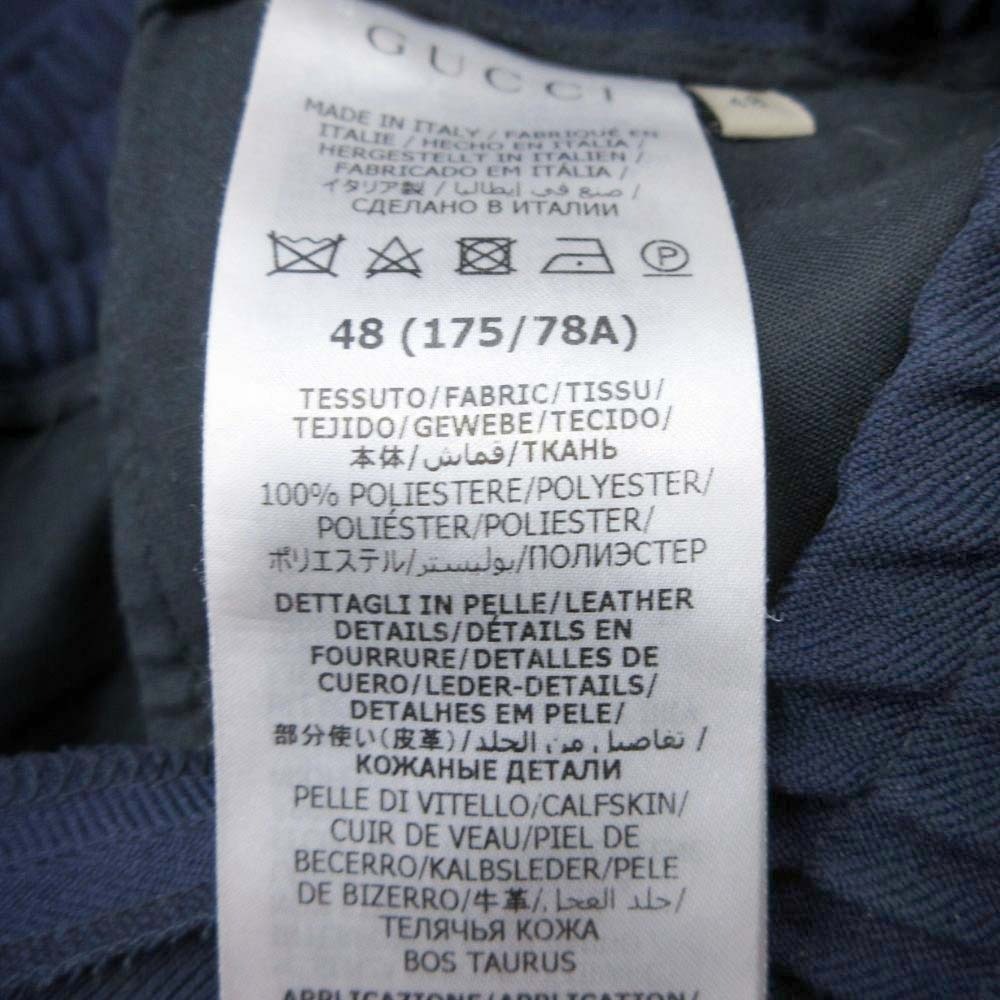 GUCCI
48
MADE IN ITALY / FABRIQUÉ EN
ITALIE / HECHO EN ITALIA /
HERGESTELLT IN ITALIEN /
FABRICADO EM ITÁLIA /
イタリア製 / صنع في إيطاليا /
СДЕЛАНО В ИТАЛИИ
P
48 (175/78A)
TESSUTO/FABRIC/TISSU/
TEJIDO/GEWEBE/TECIDO/
本体/قماش/ТКАНЬ
100% POLIESTERE/POLYESTER/
POLIÉSTER/POLIESTER/
ポリエステル/بوليستر/ПОЛИЭСТЕР
DETTAGLI IN PELLE/LEATHER
DETAILS/DÉTAILS EN
FOURRURE/DETALLES DE
CUERO/LEDER-DETAILS/
DETALHES EM PELE/
部分使い(皮革)/تفاصيل من الجلد /
КОЖАНЫЕ ДЕТАЛИ
PELLE DI VITELLO/CALFSKIN/
CUIR DE VEAU/PIEL DE
BECERRO/KALBSLEDER/PELE
DE BIZERRO/牛革/جلد العجل/
ТЕЛЯЧЬЯ КОЖА
BOS TAURUS
APPLICAZIONE/APPLICATION/